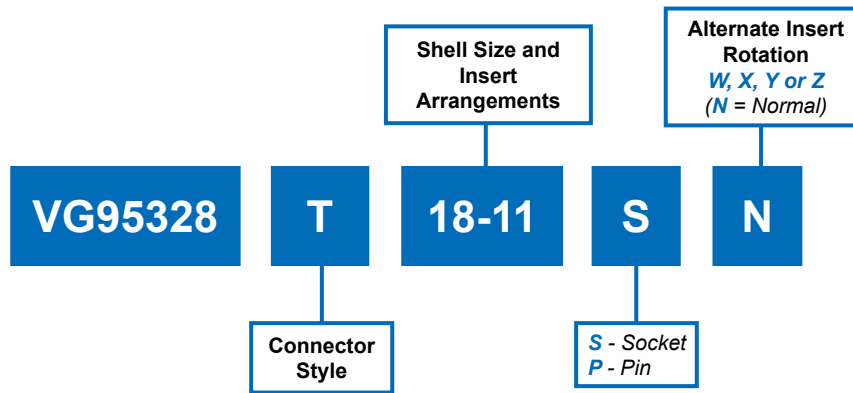 Shell Size and
Insert
Arrangements
Alternate Insert
Rotation
W, X, Y or Z
(N = Normal)
VG95328 T 18-11 S N
Connector
Style
S - Socket
P - Pin